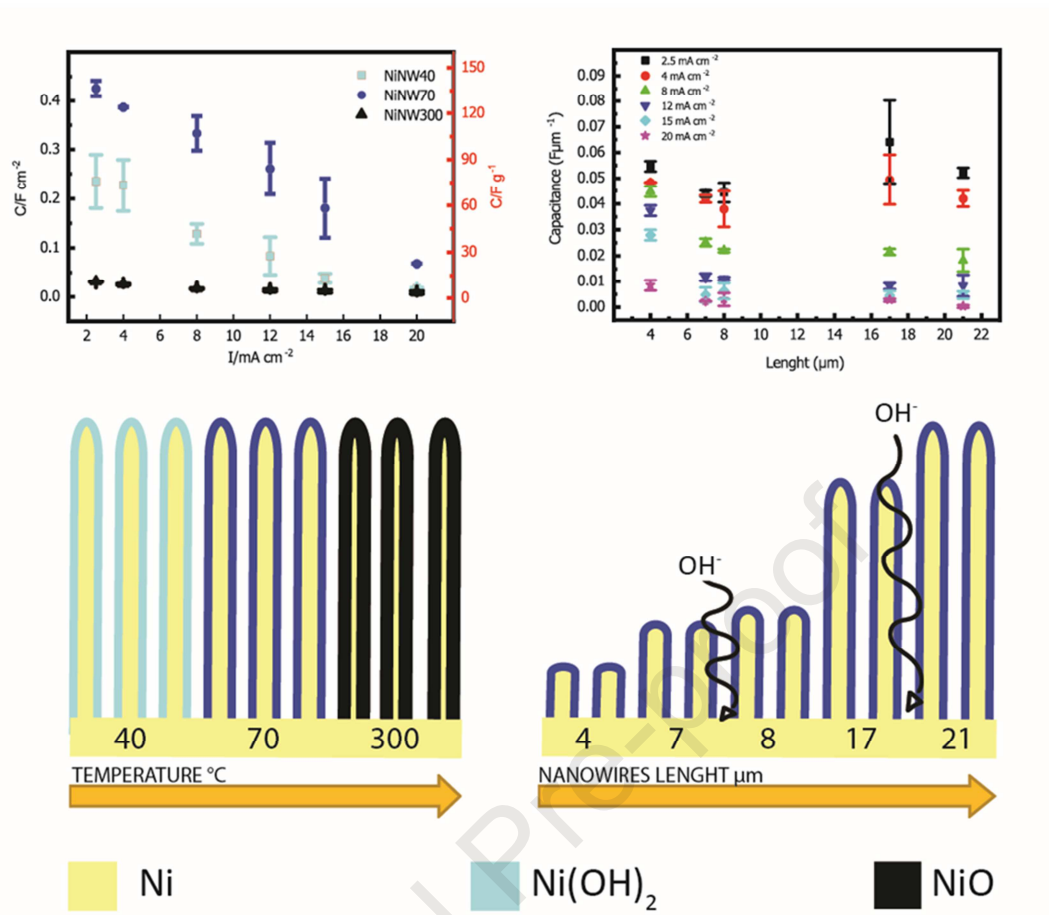 NiNW40
NiNW70
NiNW300
C/F cm⁻²
0.4
0.3
0.2
0.1
0.0
150
120
90
60
30
0
C/F g⁻¹
2 4 6 8 10 12 14 16 18 20
I/mA cm⁻²
2.5 mA cm⁻²
4 mA cm⁻²
8 mA cm⁻²
12 mA cm⁻²
15 mA cm⁻²
20 mA cm⁻²
Capacitance (Fμm⁻¹)
0.09
0.08
0.07
0.06
0.05
0.04
0.03
0.02
0.01
0.00
4 6 8 10 12 14 16 18 20 22
Lenght (μm)
OH⁻
OH⁻
40 70 300
TEMPERATURE °C
4 7 8 17 21
NANOWIRES LENGHT μm
Ni
Ni(OH)₂
NiO
Pre-proof